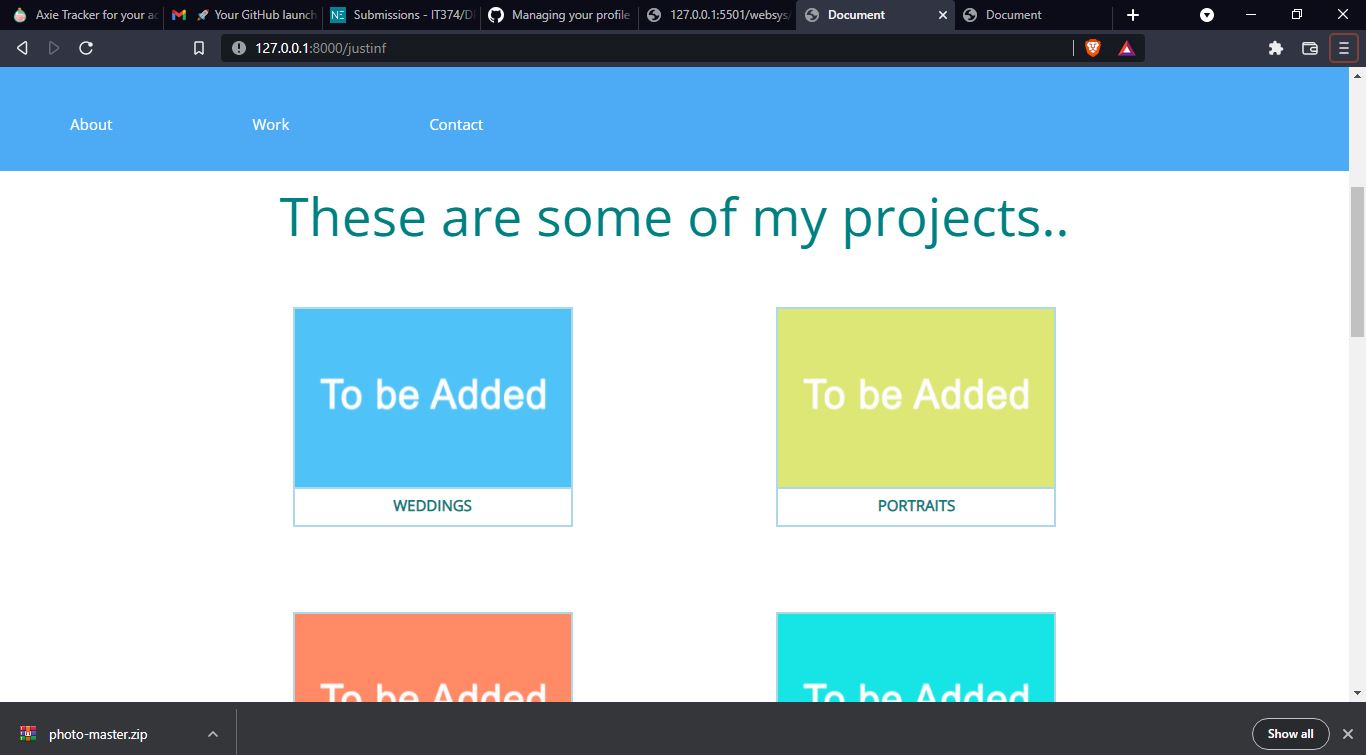 Axie Tracker for your ac
Your GitHub launch
NE Submissions - IT374/DI
Managing your profile
127.0.0.1:5501/websys/
Document
Document
127.0.0.1:8000/justinf
About
Work
Contact
These are some of my projects..
To be Added
To be Added
WEDDINGS
PORTRAITS
To be Added
To be Added
photo-master.zip
Show all